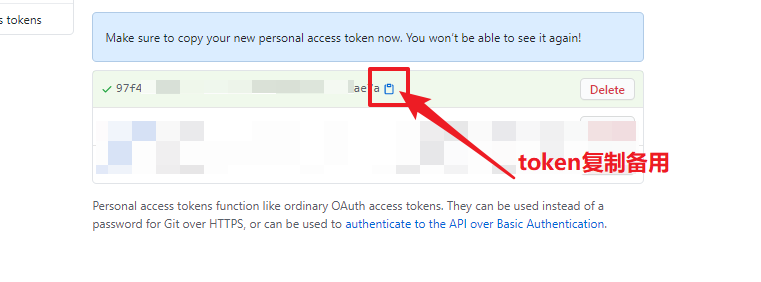 s tokens
Make sure to copy your new personal access token now. You won't be able to see it again!
97f4
Delete
token复制备用
Personal access tokens function like ordinary OAuth access tokens. They can be used instead of a
password for Git over HTTPS, or can be used to authenticate to the API over Basic Authentication.